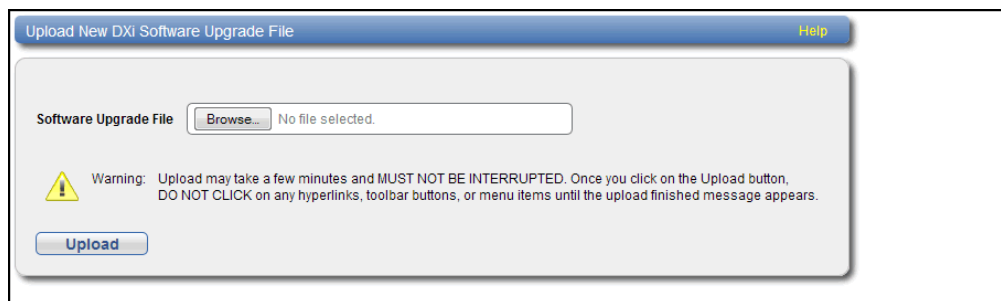 Upload New DXi Software Upgrade File Help
Software Upgrade File Browse... No file selected.
Warning: Upload may take a few minutes and MUST NOT BE INTERRUPTED. Once you click on the Upload button,
DO NOT CLICK on any hyperlinks, toolbar buttons, or menu items until the upload finished message appears.
Upload